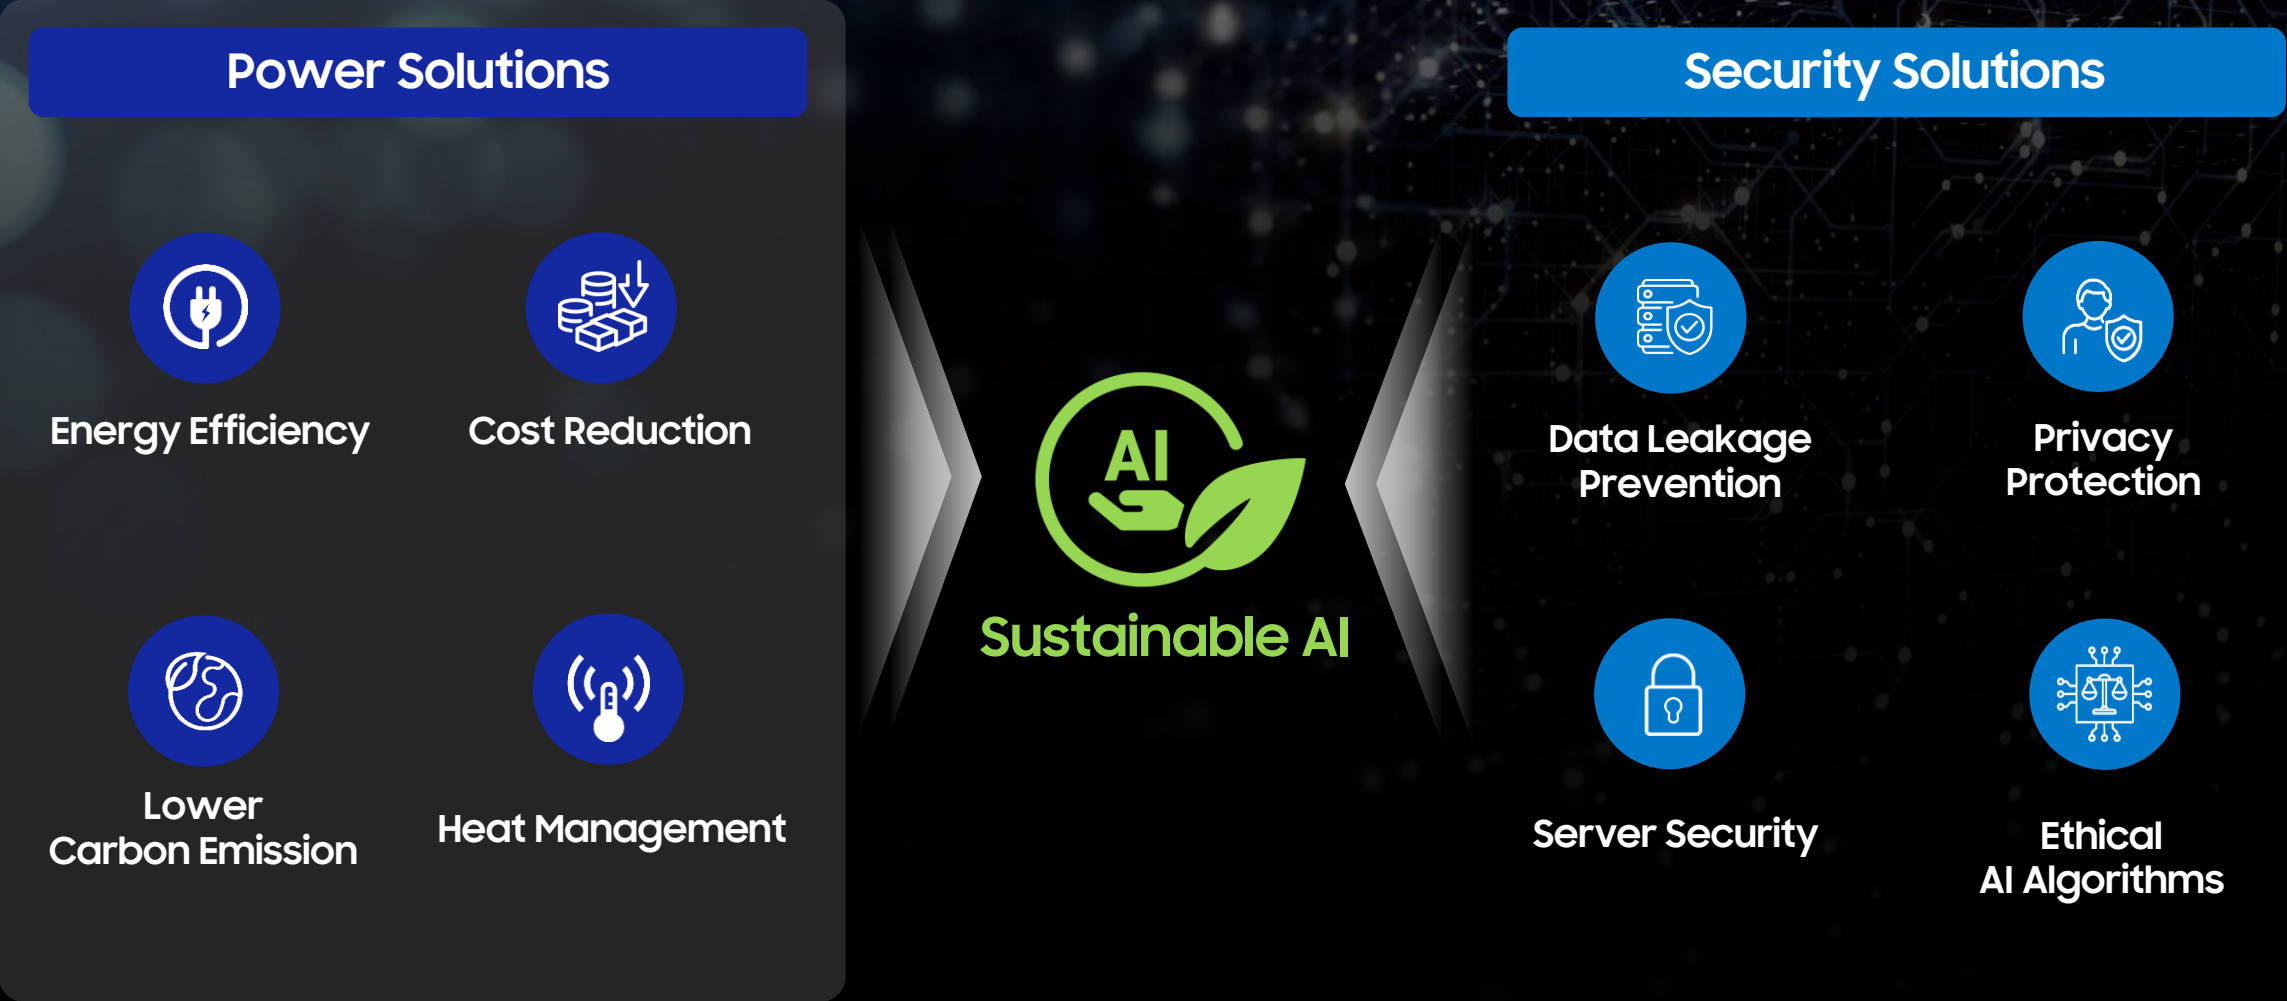 Power Solutions
Energy Efficiency
Cost Reduction
Lower
Carbon Emission
Heat Management
AI
Sustainable AI
Security Solutions
Data Leakage
Prevention
Privacy
Protection
Server Security
Ethical
AI Algorithms